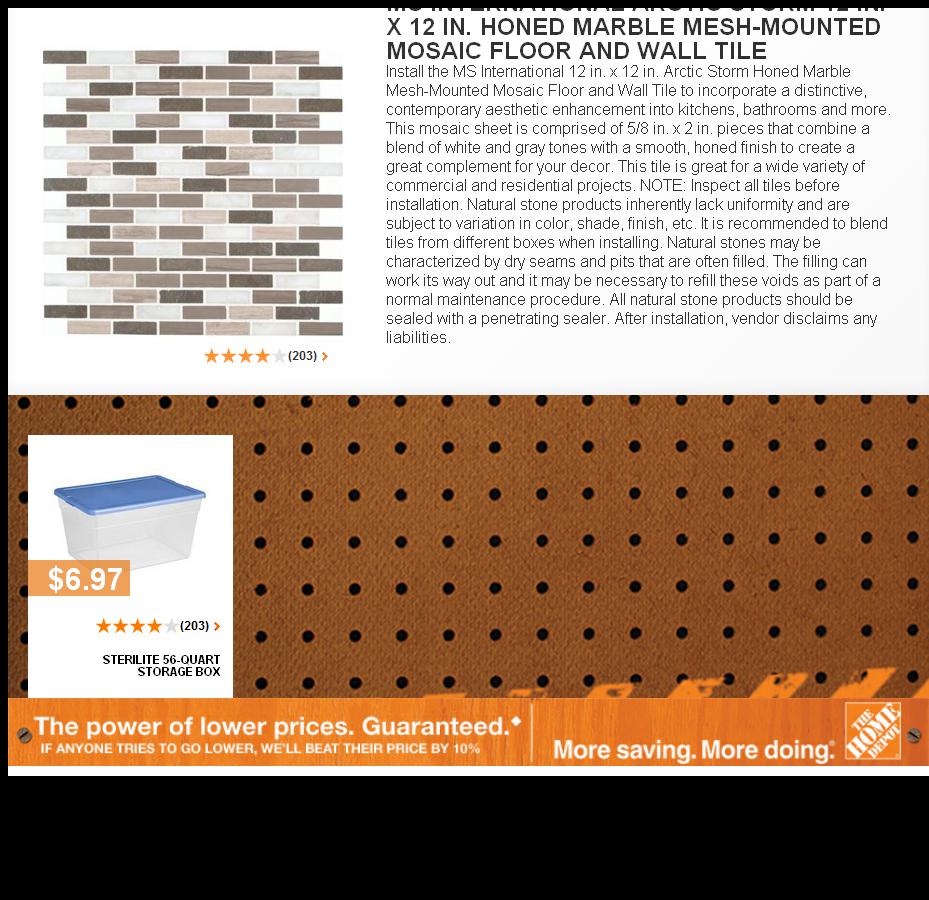 MS INTERNATIONAL ARCTIC STORM 12 IN.
X 12 IN. HONED MARBLE MESH-MOUNTED
MOSAIC FLOOR AND WALL TILE
Install the MS International 12 in. x 12 in. Arctic Storm Honed Marble
Mesh-Mounted Mosaic Floor and Wall Tile to incorporate a distinctive,
contemporary aesthetic enhancement into kitchens, bathrooms and more.
This mosaic sheet is comprised of 5/8 in. x 2 in. pieces that combine a
blend of white and gray tones with a smooth, honed finish to create a
great complement for your decor. This tile is great for a wide variety of
commercial and residential projects. NOTE: Inspect all tiles before
installation. Natural stone products inherently lack uniformity and are
subject to variation in color, shade, finish, etc. It is recommended to blend
tiles from different boxes when installing. Natural stones may be
characterized by dry seams and pits that are often filled. The filling can
work its way out and it may be necessary to refill these voids as part of a
normal maintenance procedure. All natural stone products should be
sealed with a penetrating sealer. After installation, vendor disclaims any
liabilities.
(203) ›
$6.97
(203) ›
STERILITE 56-QUART
STORAGE BOX
The power of lower prices. Guaranteed.◆
IF ANYONE TRIES TO GO LOWER, WE'LL BEAT THEIR PRICE BY 10%
More saving. More doing.®
THE
HOME
DEPOT